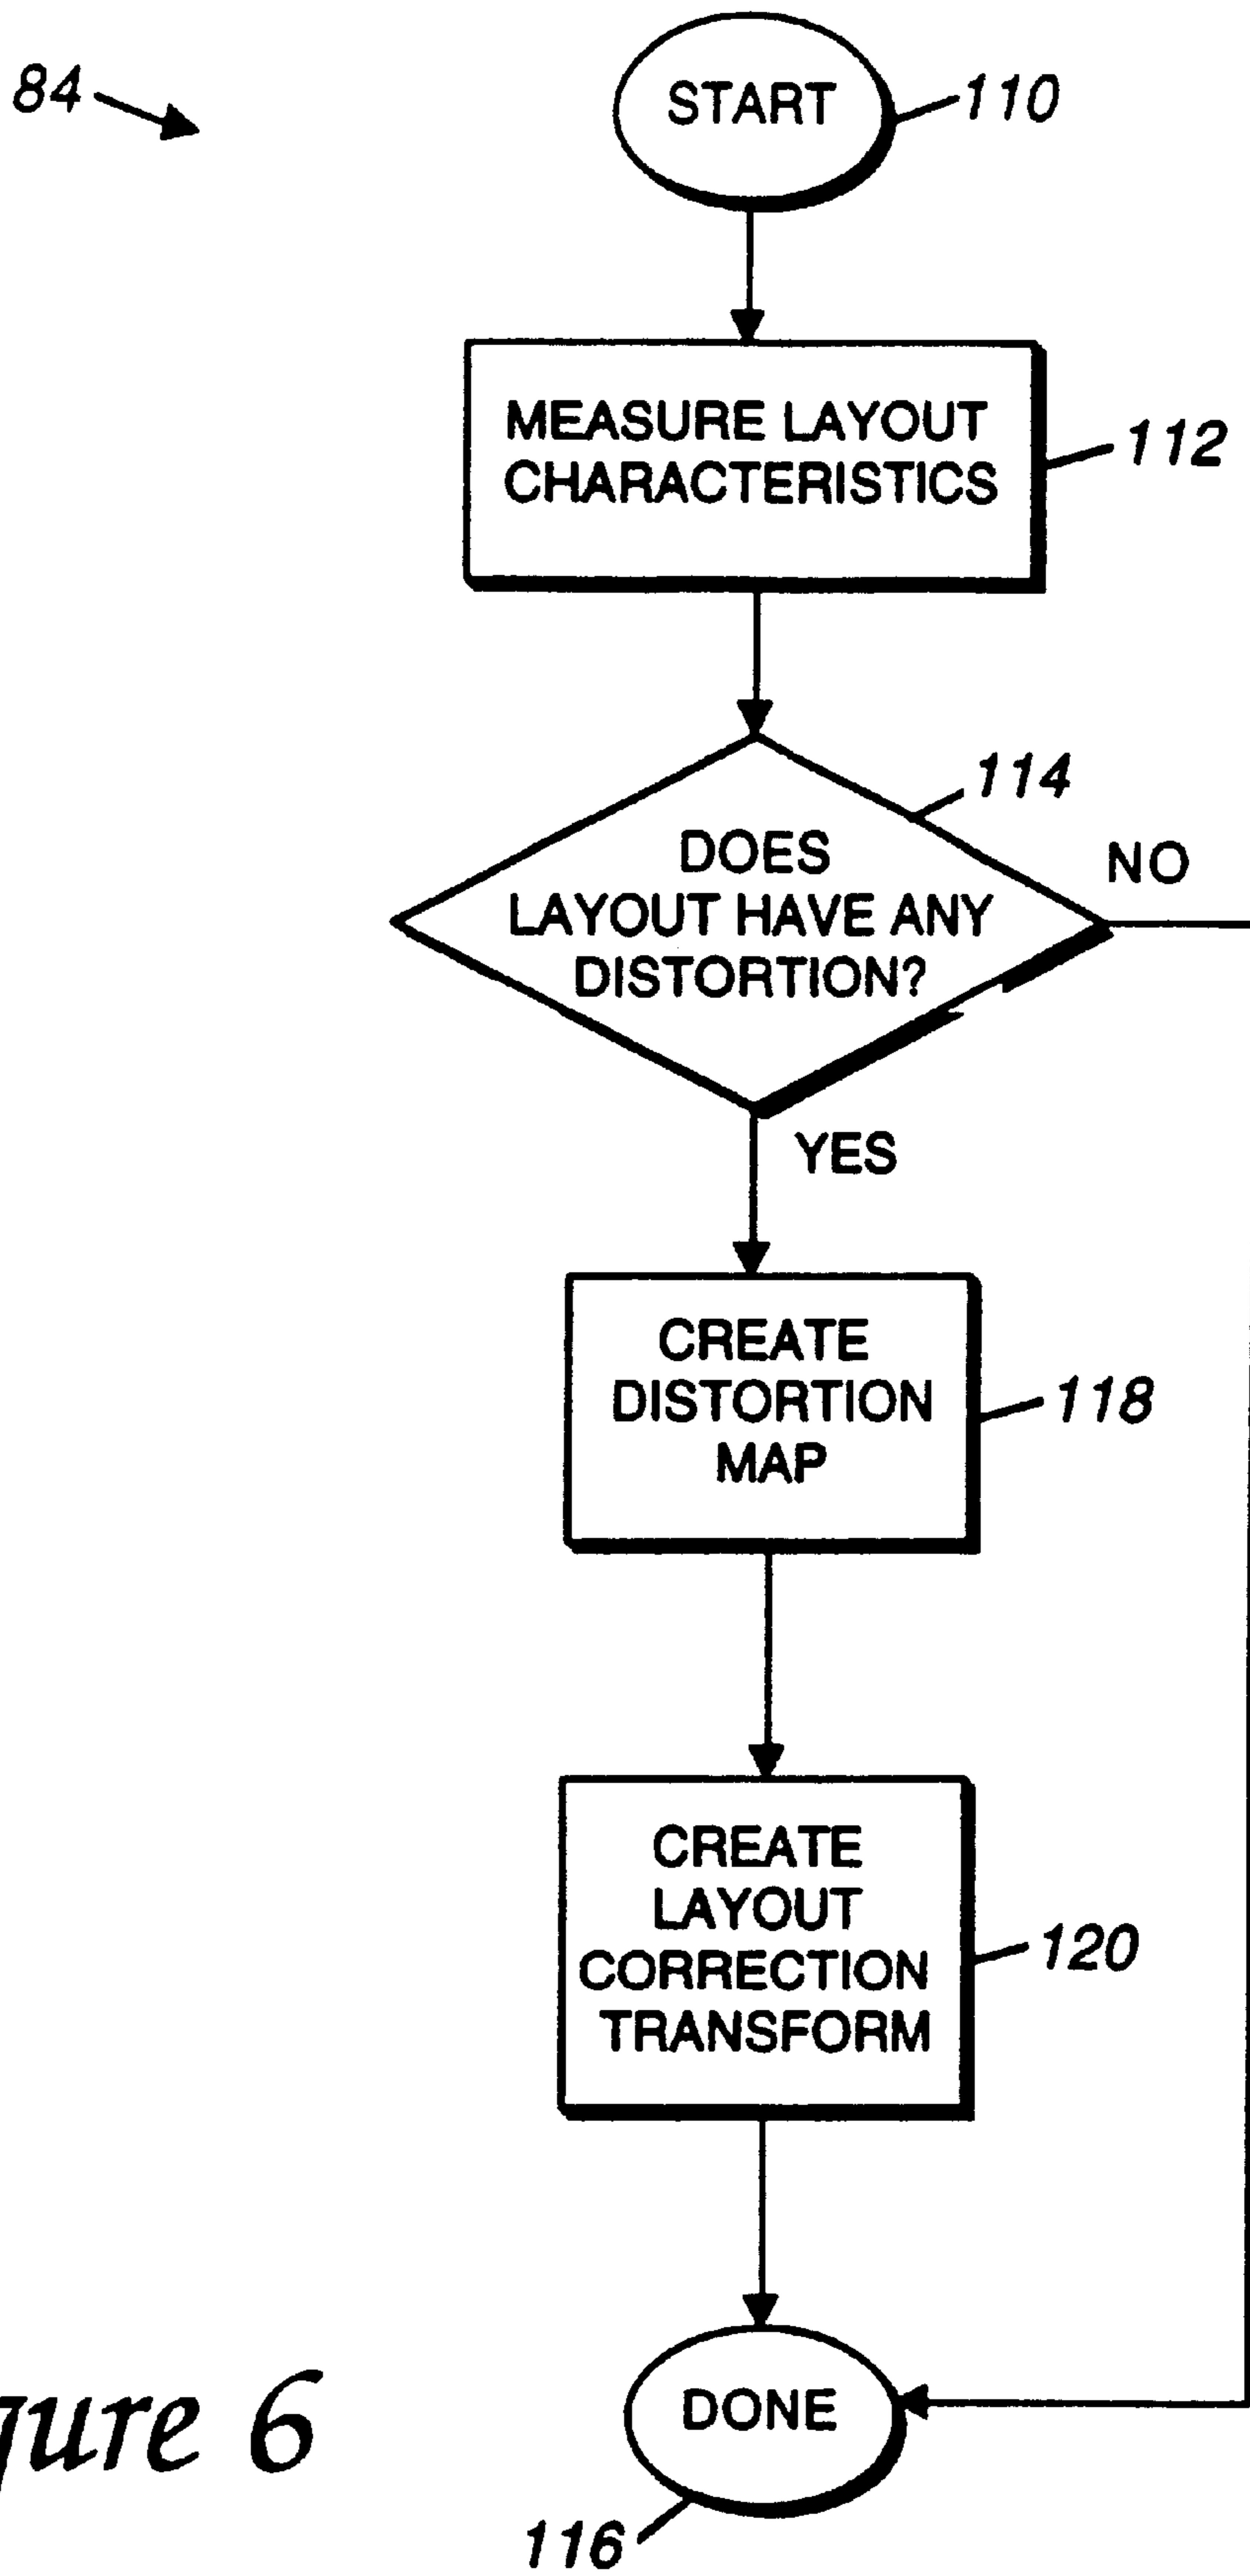 84
START
110
MEASURE LAYOUT
CHARACTERISTICS
112
114
DOES
LAYOUT HAVE ANY
DISTORTION?
NO
YES
CREATE
DISTORTION
MAP
118
CREATE
LAYOUT
CORRECTION
TRANSFORM
120
DONE
116
6